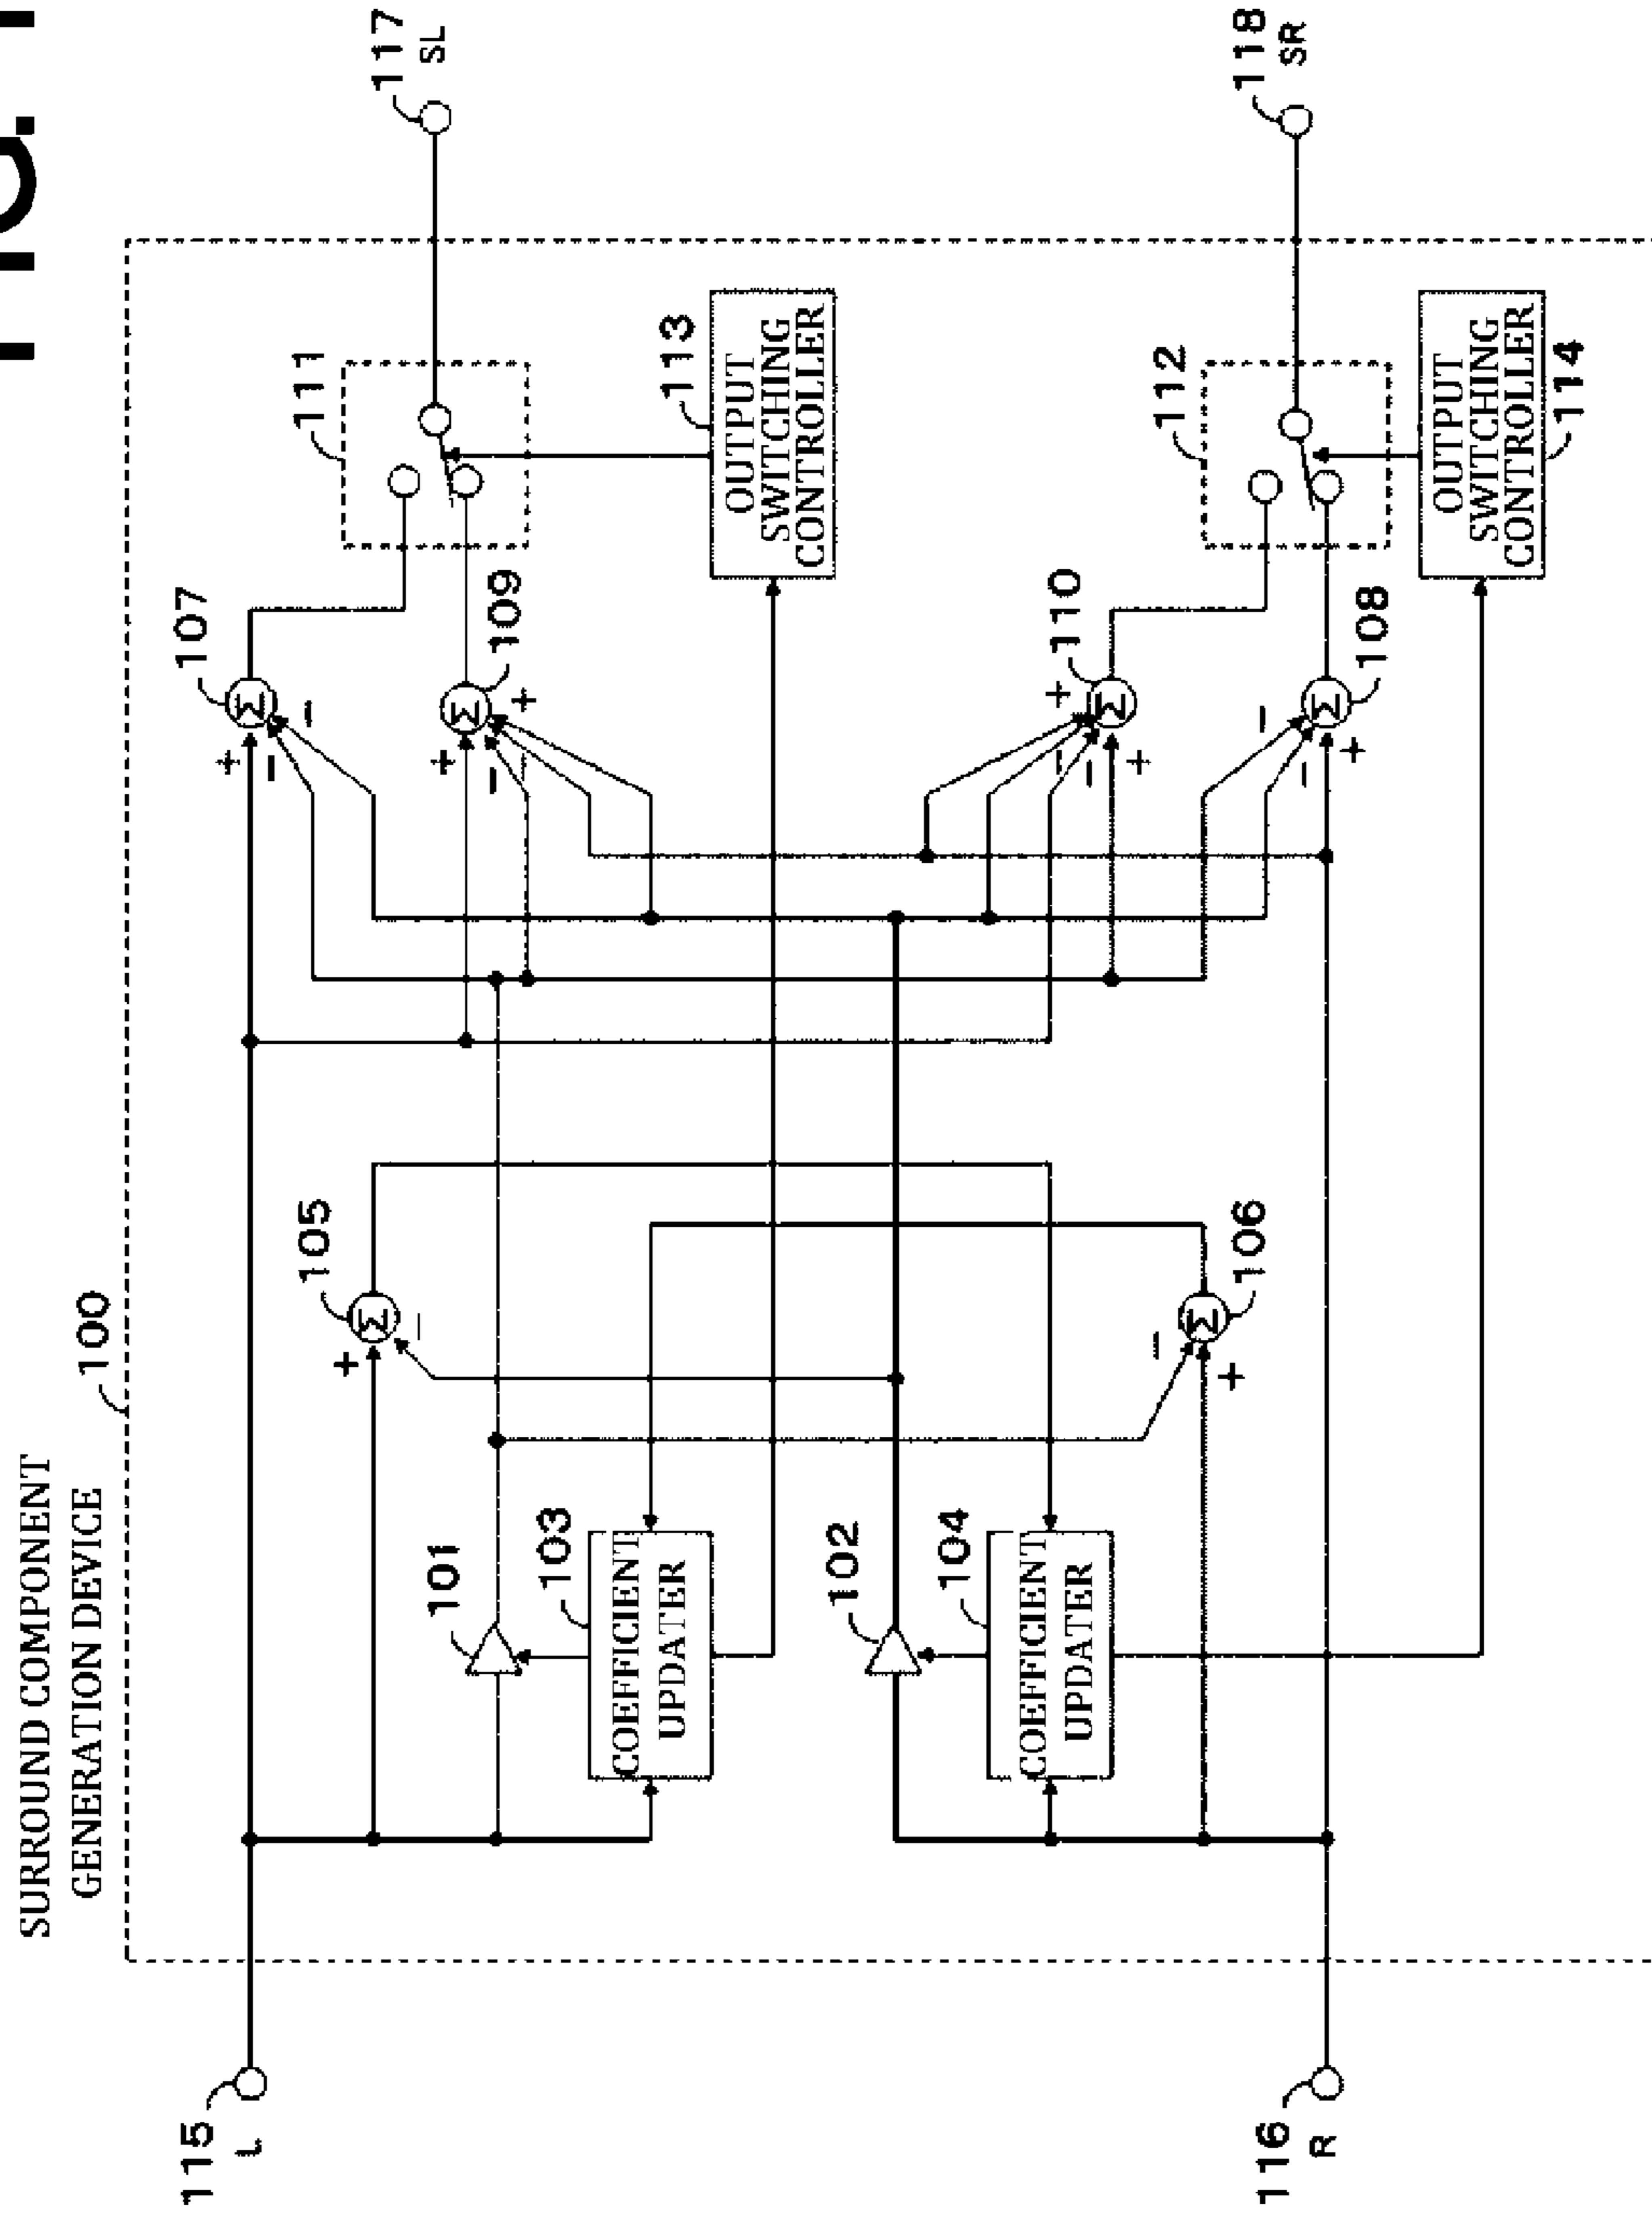 SURROUND COMPONENT
GENERATION DEVICE
100
115
L
105
Σ
+
−
101
103
COEFFICIENT
UPDATER
102
104
COEFFICIENT
UPDATER
106
Σ
−
+
116
R
107
Σ
+
−
−
109
Σ
+
−
−
+
110
Σ
+
−
−
+
108
Σ
−
−
+
111
117
SL
113
OUTPUT
SWITCHING
CONTROLLER
112
118
SR
OUTPUT
SWITCHING
CONTROLLER
114